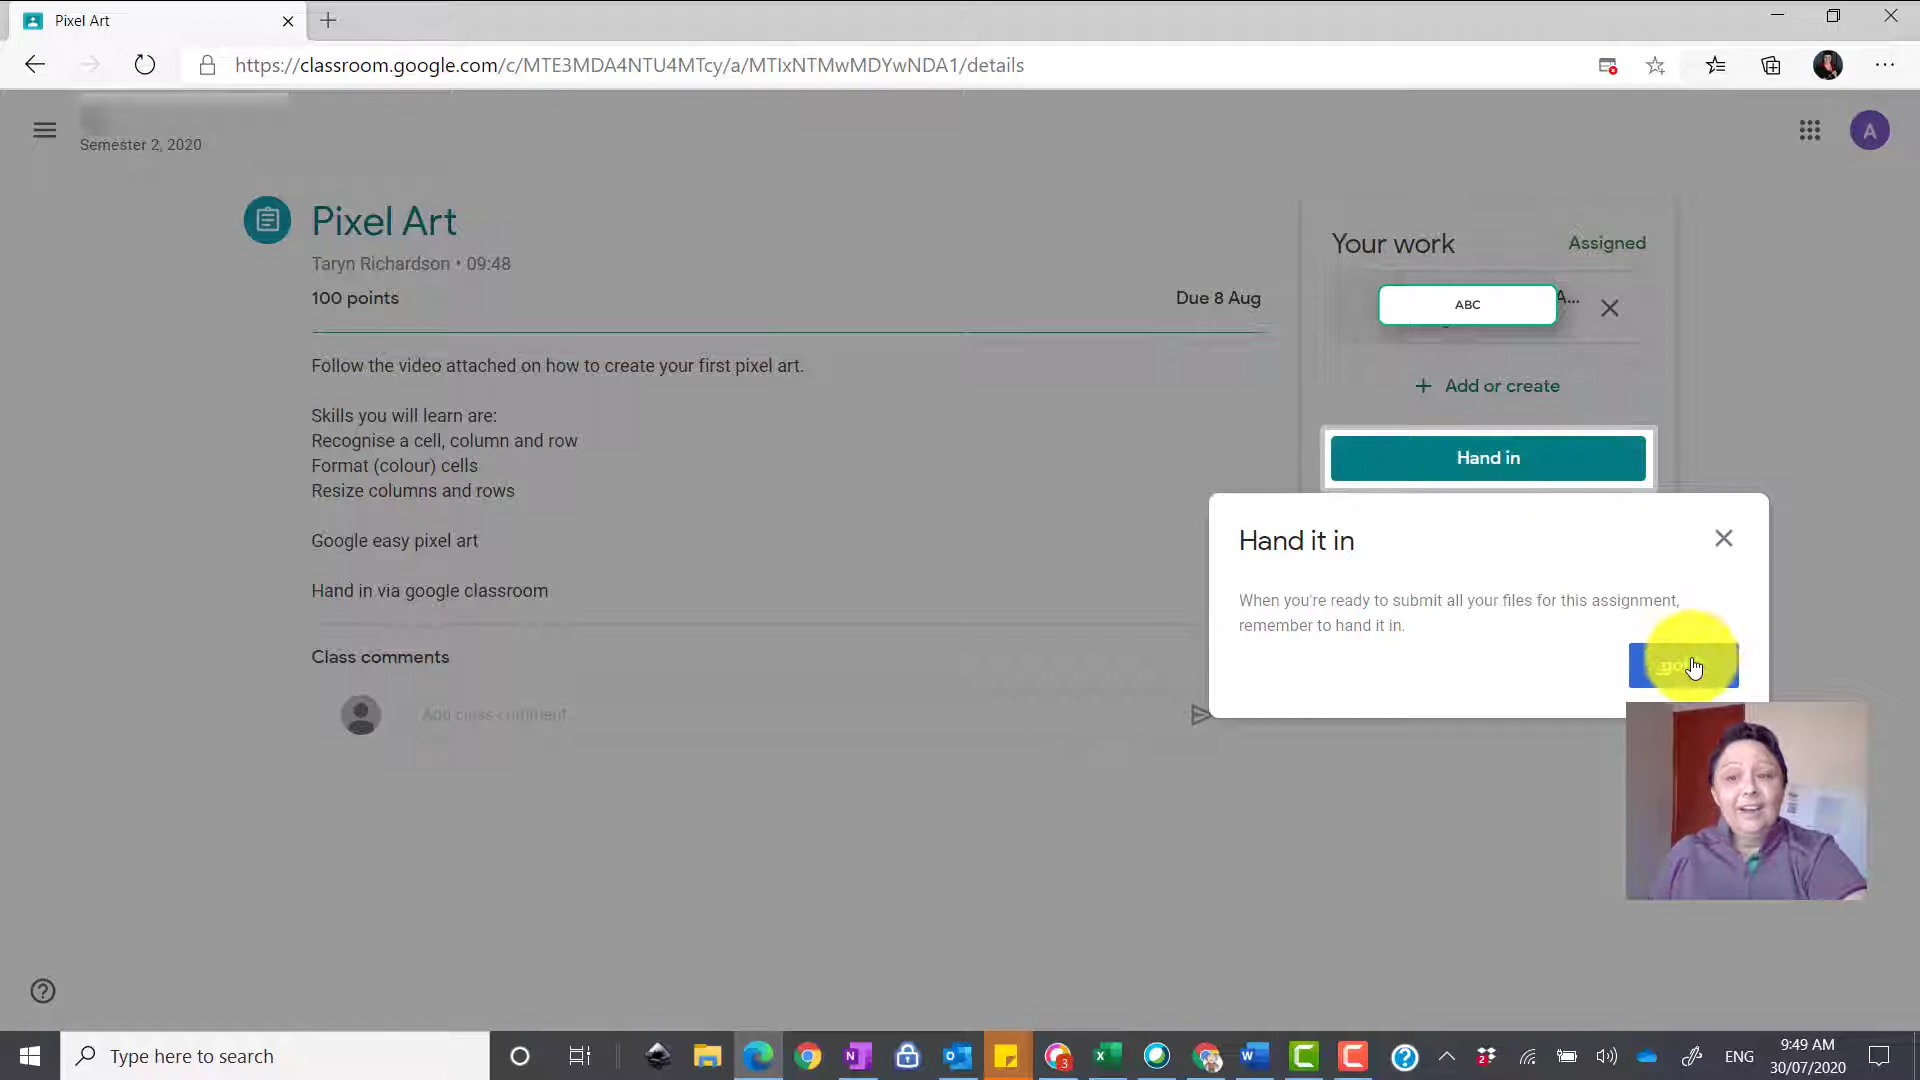 Pixel Art
https://classroom.google.com/c/MTE3MDA4NTU4MTcy/a/MTIxNTMwMDYwNDA1/details
Semester 2, 2020
A
Pixel Art
Taryn Richardson • 09:48
100 points
Due 8 Aug
Follow the video attached on how to create your first pixel art.
Skills you will learn are:
Recognise a cell, column and row
Format (colour) cells
Resize columns and rows
Google easy pixel art
Hand in via google classroom
Class comments
Add class comment...
Your work
Assigned
ABC
A...
+ Add or create
Hand in
Hand it in
When you're ready to submit all your files for this assignment,
remember to hand it in.
Type here to search
ENG
9:49 AM
30/07/2020